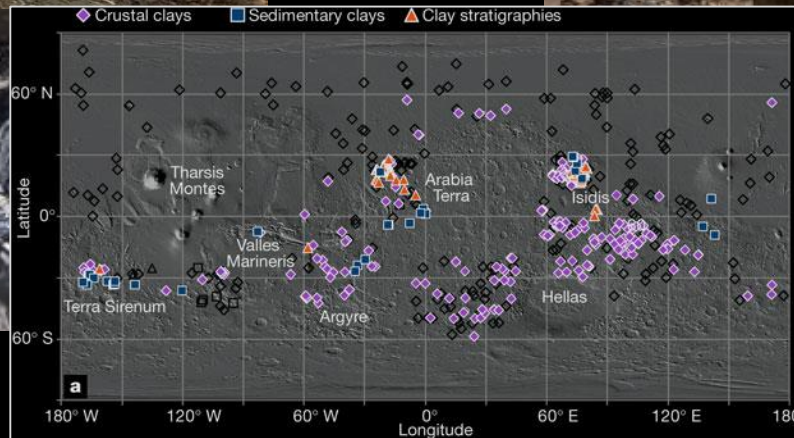 Crustal clays Sedimentary clays Clay stratigraphies
60° N
Tharsis
Montes
Arabia
Terra
Isidis
0°
Latitude
Valles
Marineris
Terra Sirenum
Argyre
Hellas
60° S
a
180° W 120° W 60° W 0° 60° E 120° E 180
Longitude